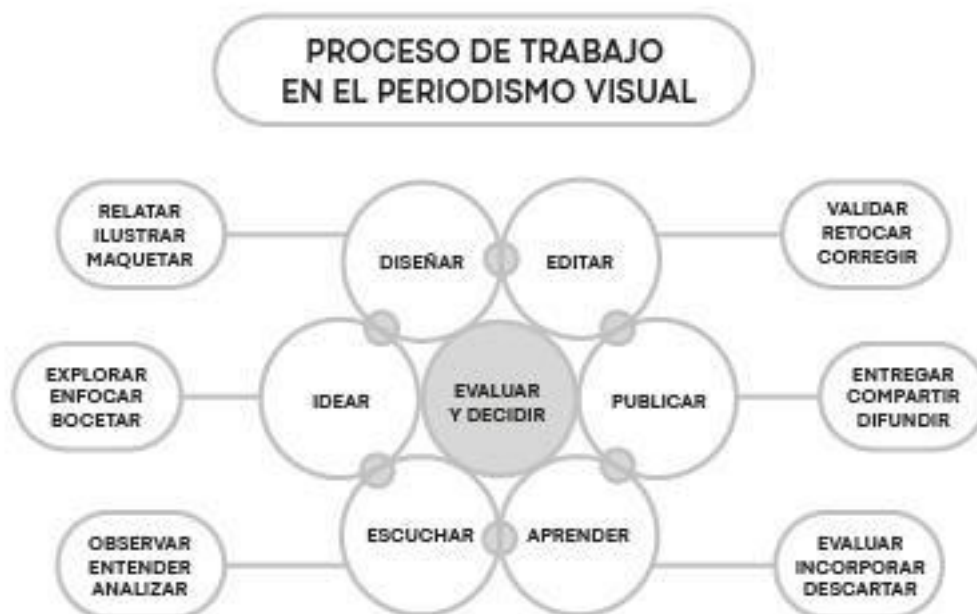 PROCESO DE TRABAJO
EN EL PERIODISMO VISUAL
RELATAR
ILUSTRAR
MAQUETAR
DISEÑAR
EDITAR
VALIDAR
RETOCAR
CORREGIR
EXPLORAR
ENFOCAR
BOCETAR
IDEAR
EVALUAR
Y DECIDIR
PUBLICAR
ENTREGAR
COMPARTIR
DIFUNDIR
OBSERVAR
ENTENDER
ANALIZAR
ESCUCHAR
APRENDER
EVALUAR
INCORPORAR
DESCARTAR